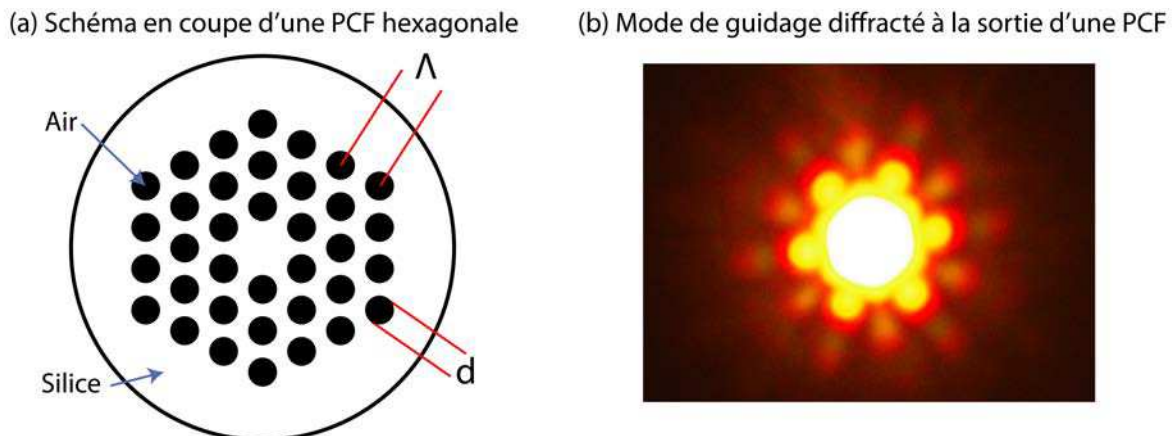 (a) Schéma en coupe d’une PCF hexagonale
(b) Mode de guidage diffracté à la sortie d’une PCF
Λ
Air
d
Silice